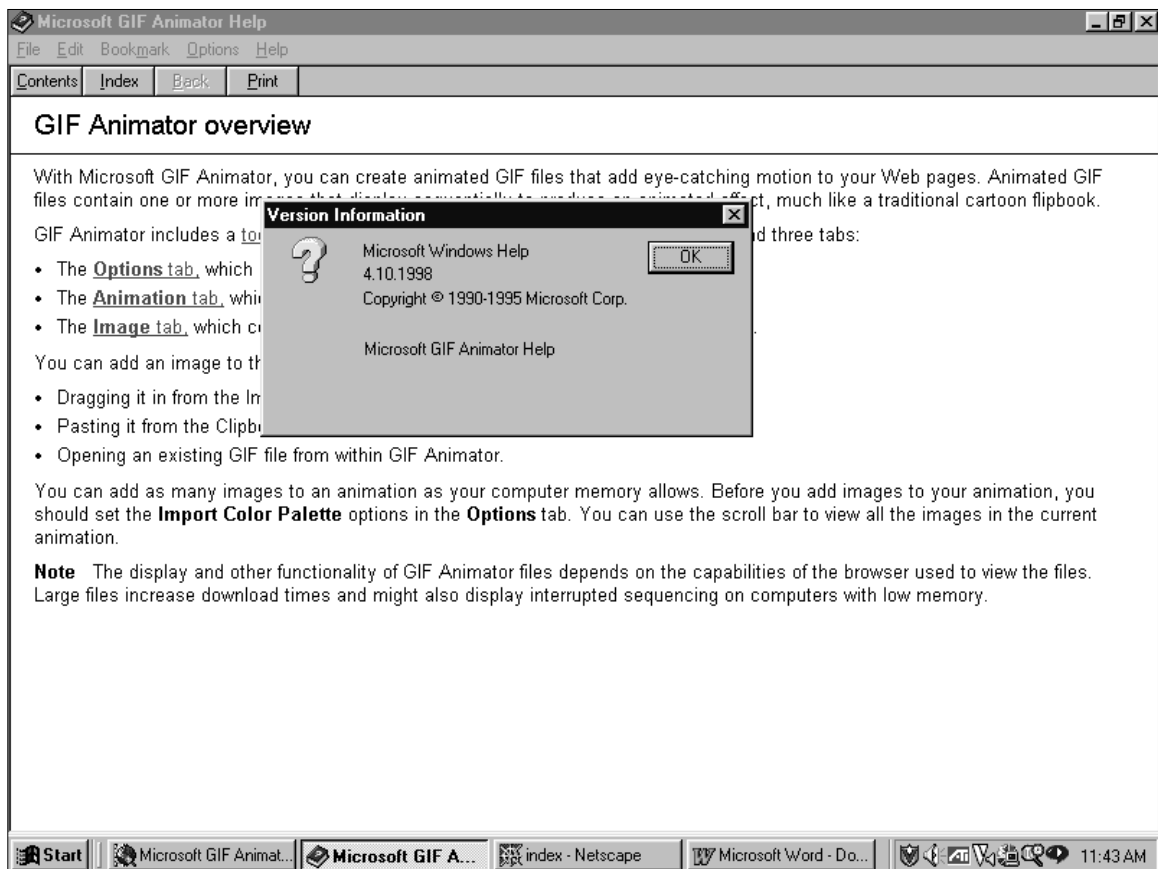 Microsoft GIF Animator Help
File Edit Bookmark Options Help
Contents Index Back Print
GIF Animator overview
With Microsoft GIF Animator, you can create animated GIF files that add eye-catching motion to your Web pages. Animated GIF
files contain one or more images that display sequentially to produce an animated effect, much like a traditional cartoon flipbook.
GIF Animator includes a three tabs:
• The Options tab, which
• The Animation tab,
• The Image tab, which
You can add an image to
• Dragging it in from the
• Pasting it from the
• Opening an existing GIF file from within GIF Animator.
You can add as many images to an animation as your computer memory allows. Before you add images to your animation, you
should set the Import Color Palette options in the Options tab. You can use the scroll bar to view all the images in the current
animation.
Note The display and other functionality of GIF Animator files depends on the capabilities of the browser used to view the files.
Large files increase download times and might also display interrupted sequencing on computers with low memory.
Version Information
Microsoft Windows Help
4.10.1998
Copyright © 1990-1995 Microsoft Corp.
Microsoft GIF Animator Help
OK
Start Microsoft GIF Animat... Microsoft GIF A... index - Netscape Microsoft Word - Do... 11:43 AM